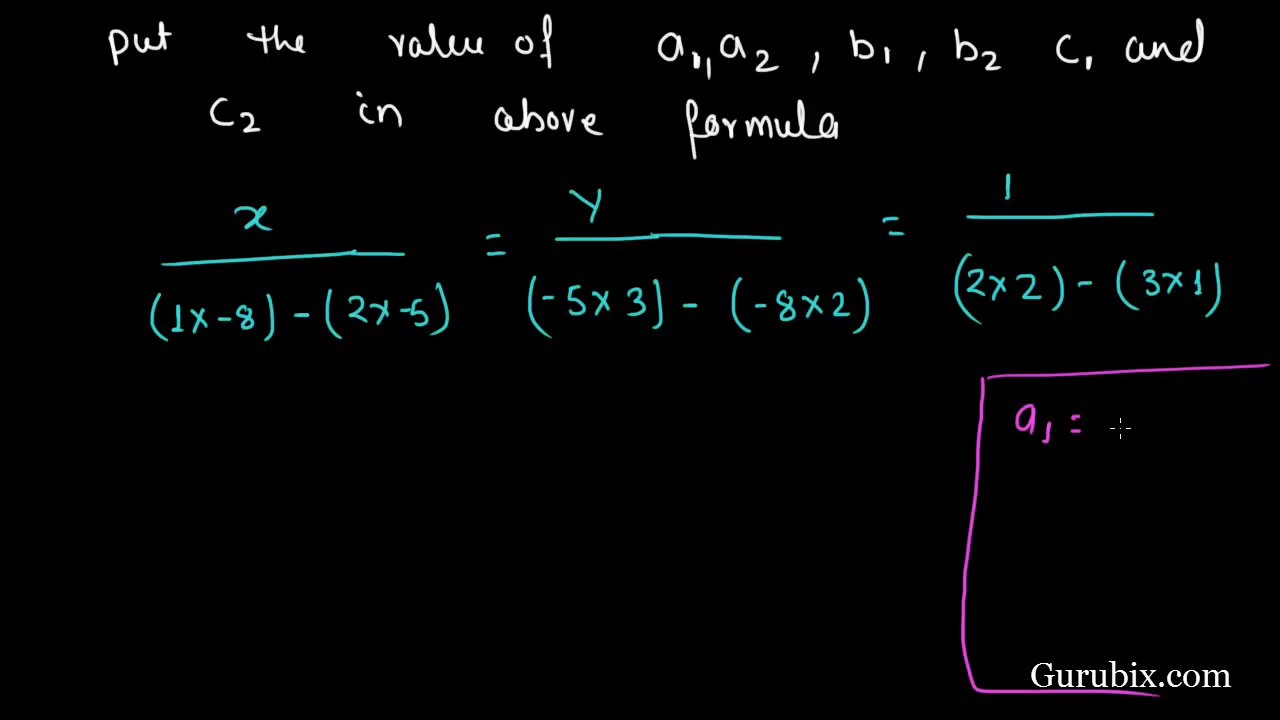 put the value of a1, a2, b1, b2 c1 and
c2 in above formula
x / ((1x-8) - (2x-5)) = y / ((-5x3) - (-8x2)) = 1 / ((2x2) - (3x1))
a1 =
Gurubix.com